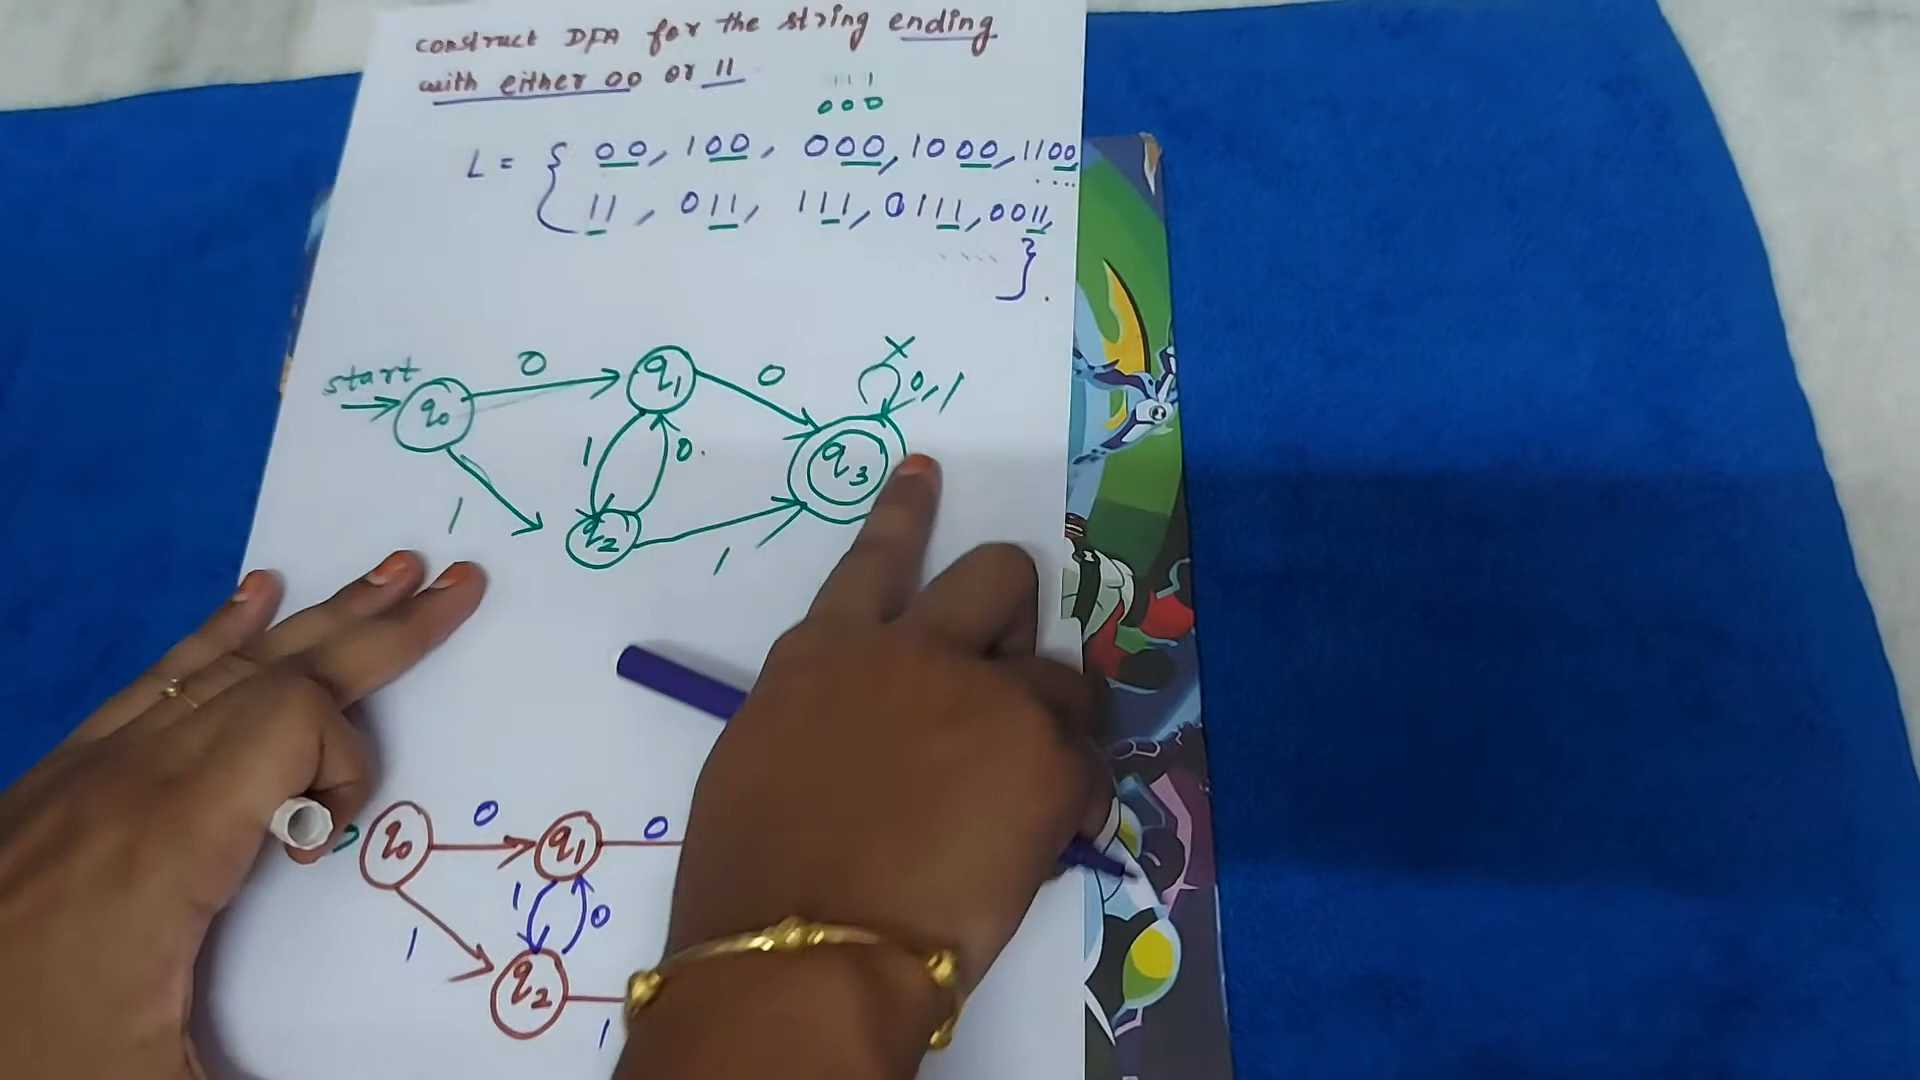 construct DFA for the string ending
with either 00 or 11
111
000
L = { 00, 100, 000, 1000, 1100, ....
11, 011, 111, 0111, 0011, .... }.
start
q0 0 q1 0 0,1
1 0. q3
1 q2 1
q0 0 q1 0
1 0
1 q2
1